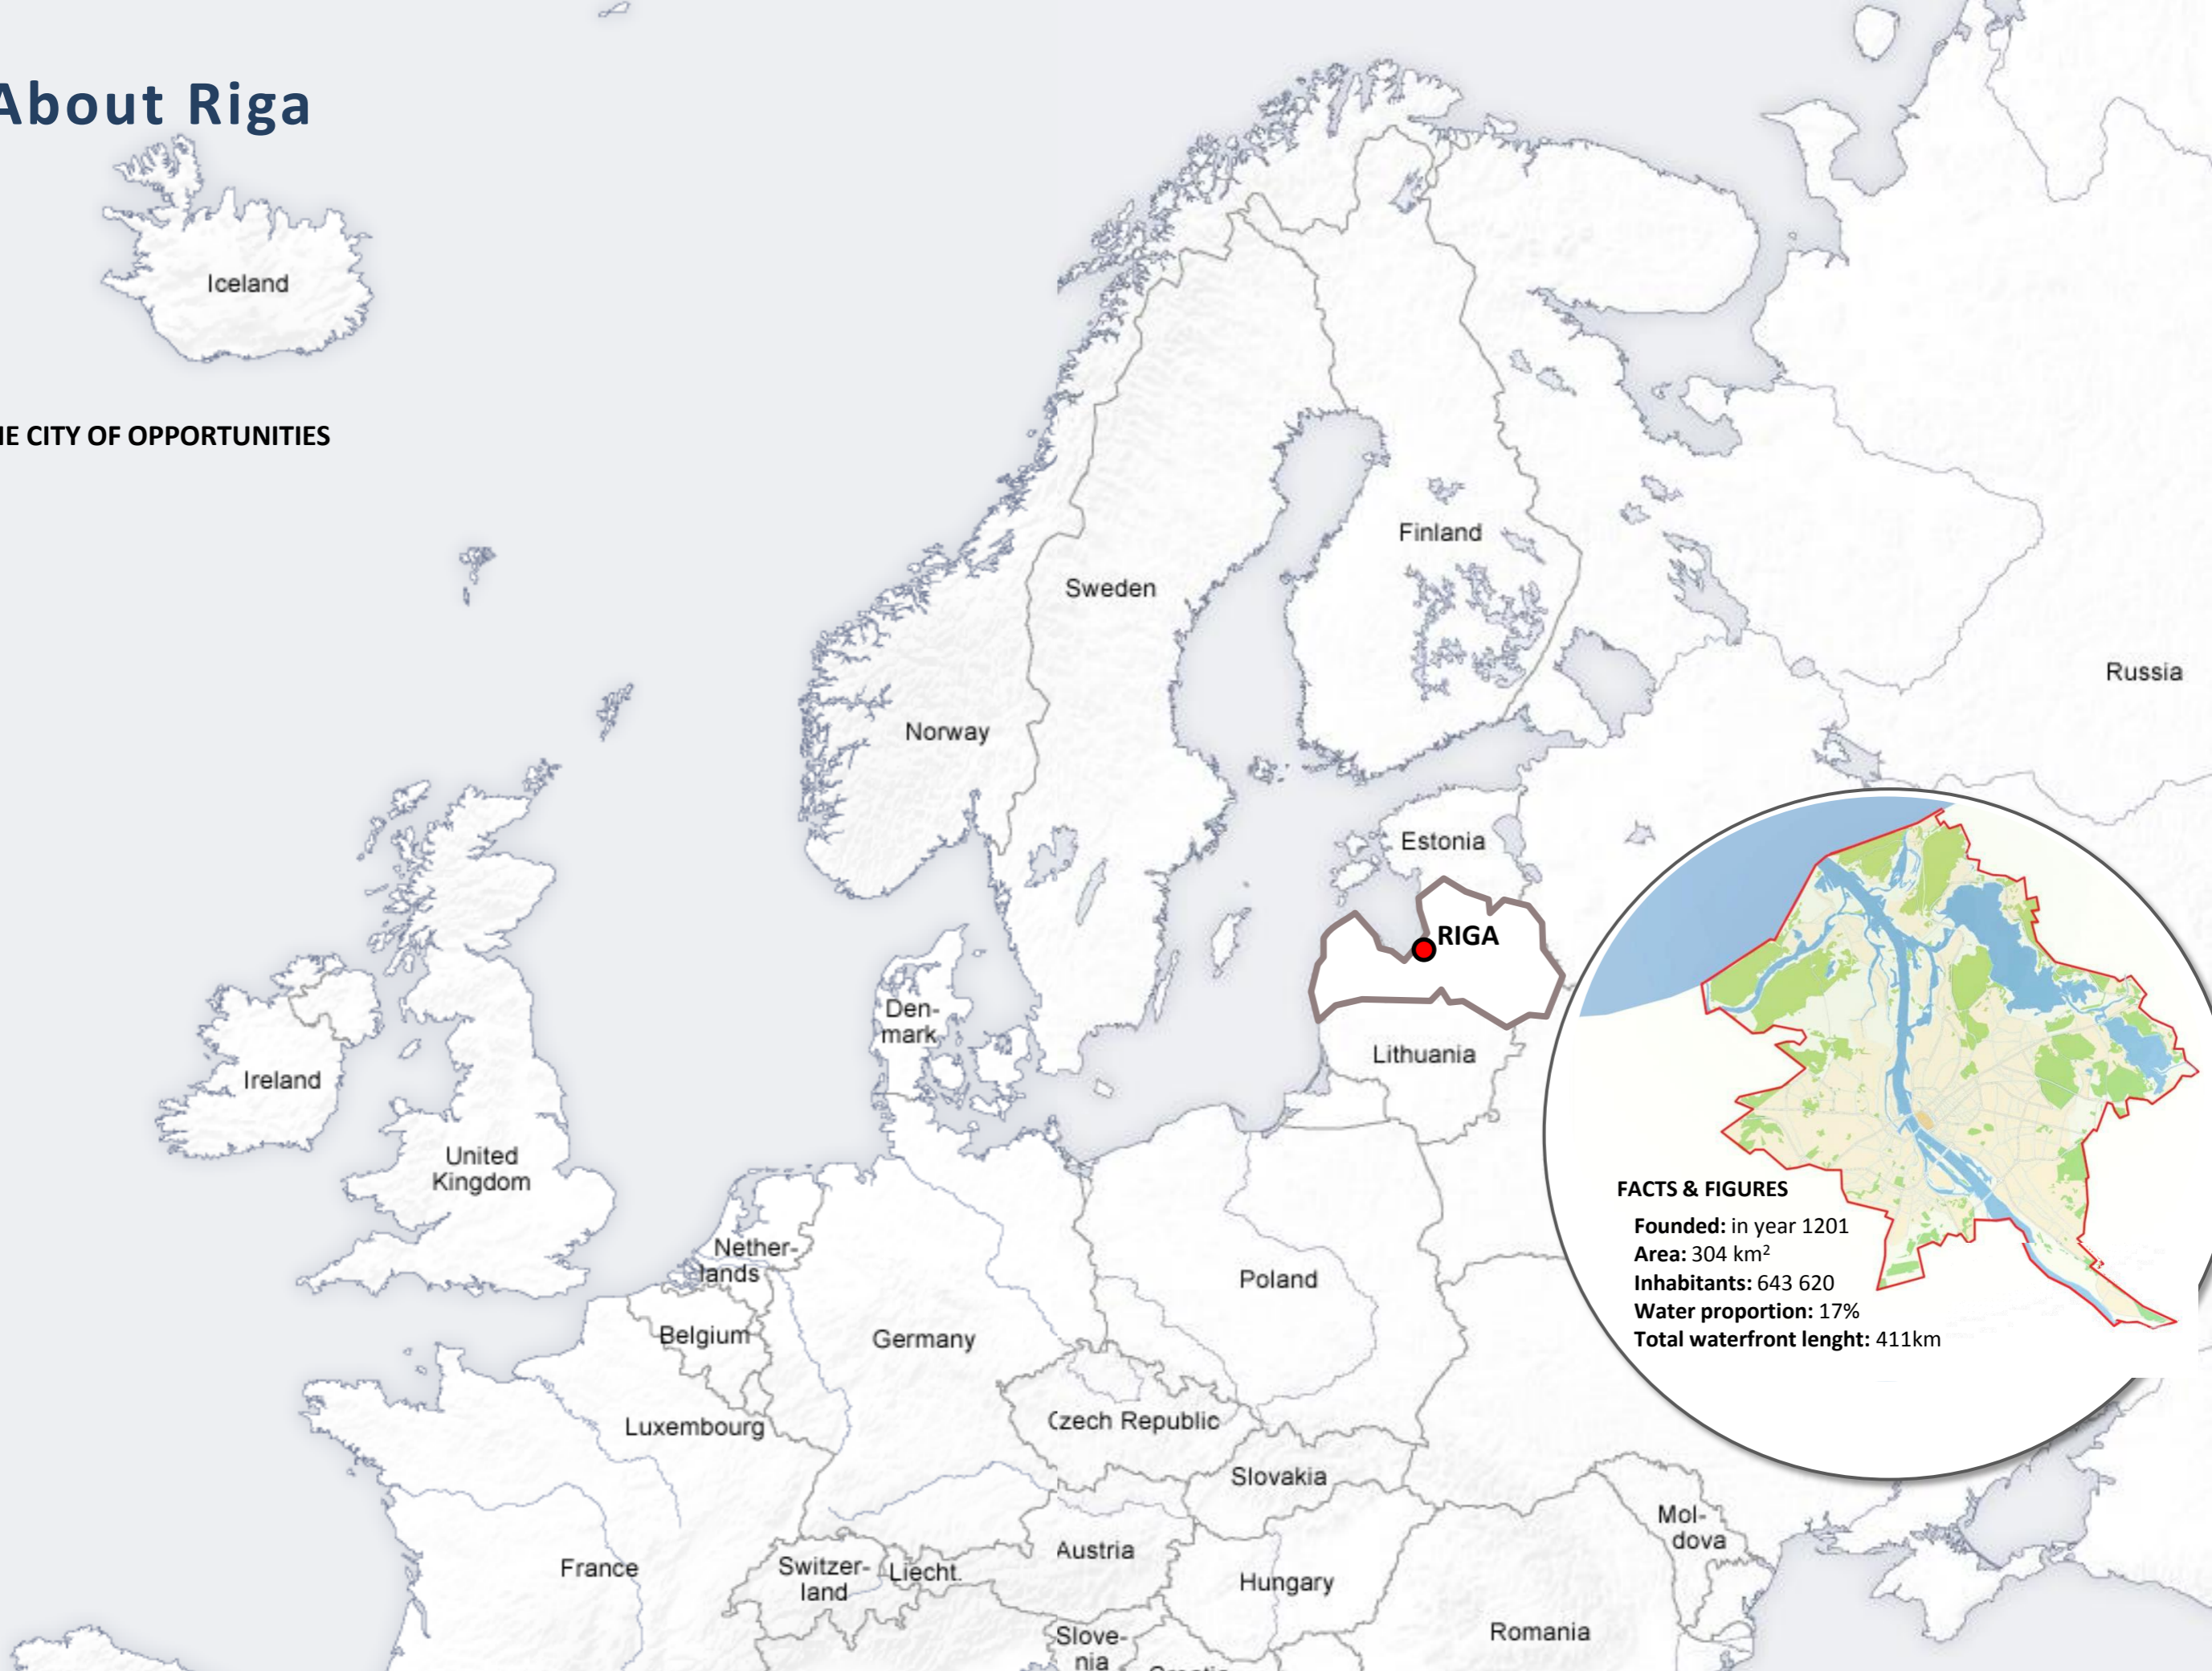 About Riga
Iceland
HE CITY OF OPPORTUNITIES
Finland
Sweden
Russia
Norway
Estonia
RIGA
Den-
mark
Lithuania
Ireland
United
Kingdom
FACTS & FIGURES
Founded: in year 1201
Area: 304 km²
Inhabitants: 643 620
Water proportion: 17%
Total waterfront lenght: 411km
Nether-
lands
Poland
Belgium
Germany
Czech Republic
Luxembourg
Slovakia
Mol-
dova
Austria
France
Switzer-
land
Liecht.
Hungary
Romania
Slove-
nia